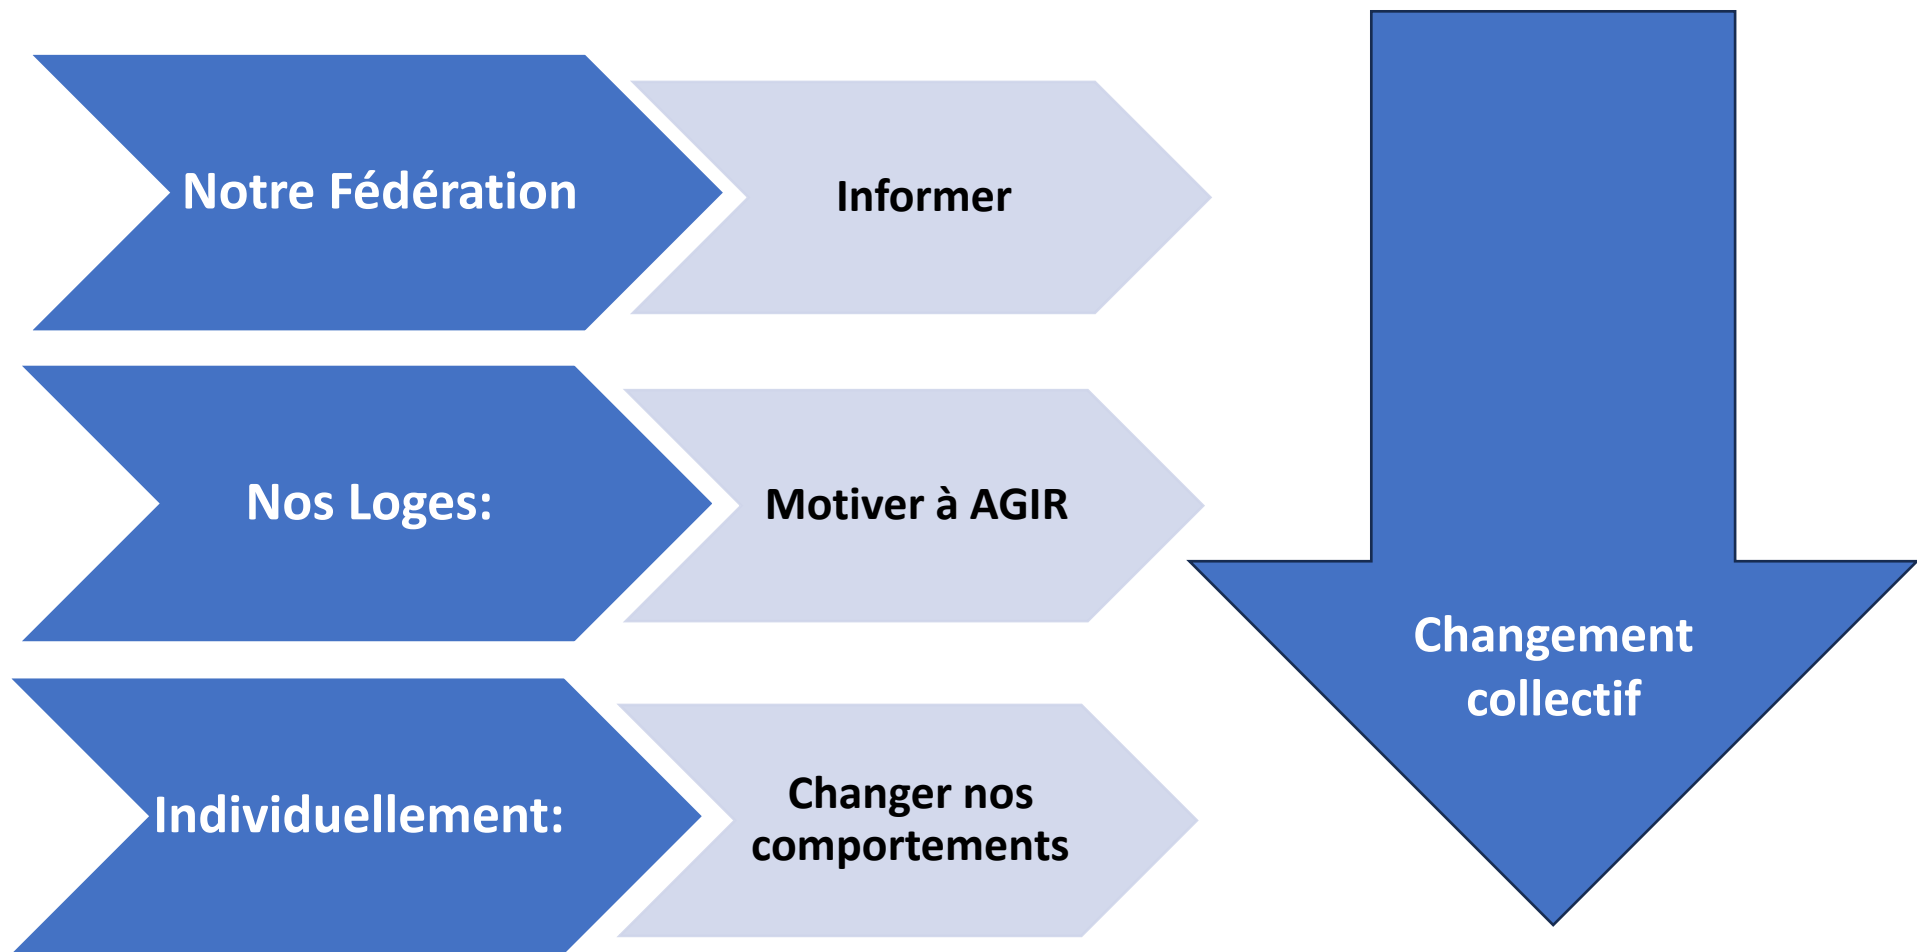 Notre Fédération
Informer
Nos Loges:
Motiver à AGIR
Individuellement:
Changer nos
comportements
Changement
collectif